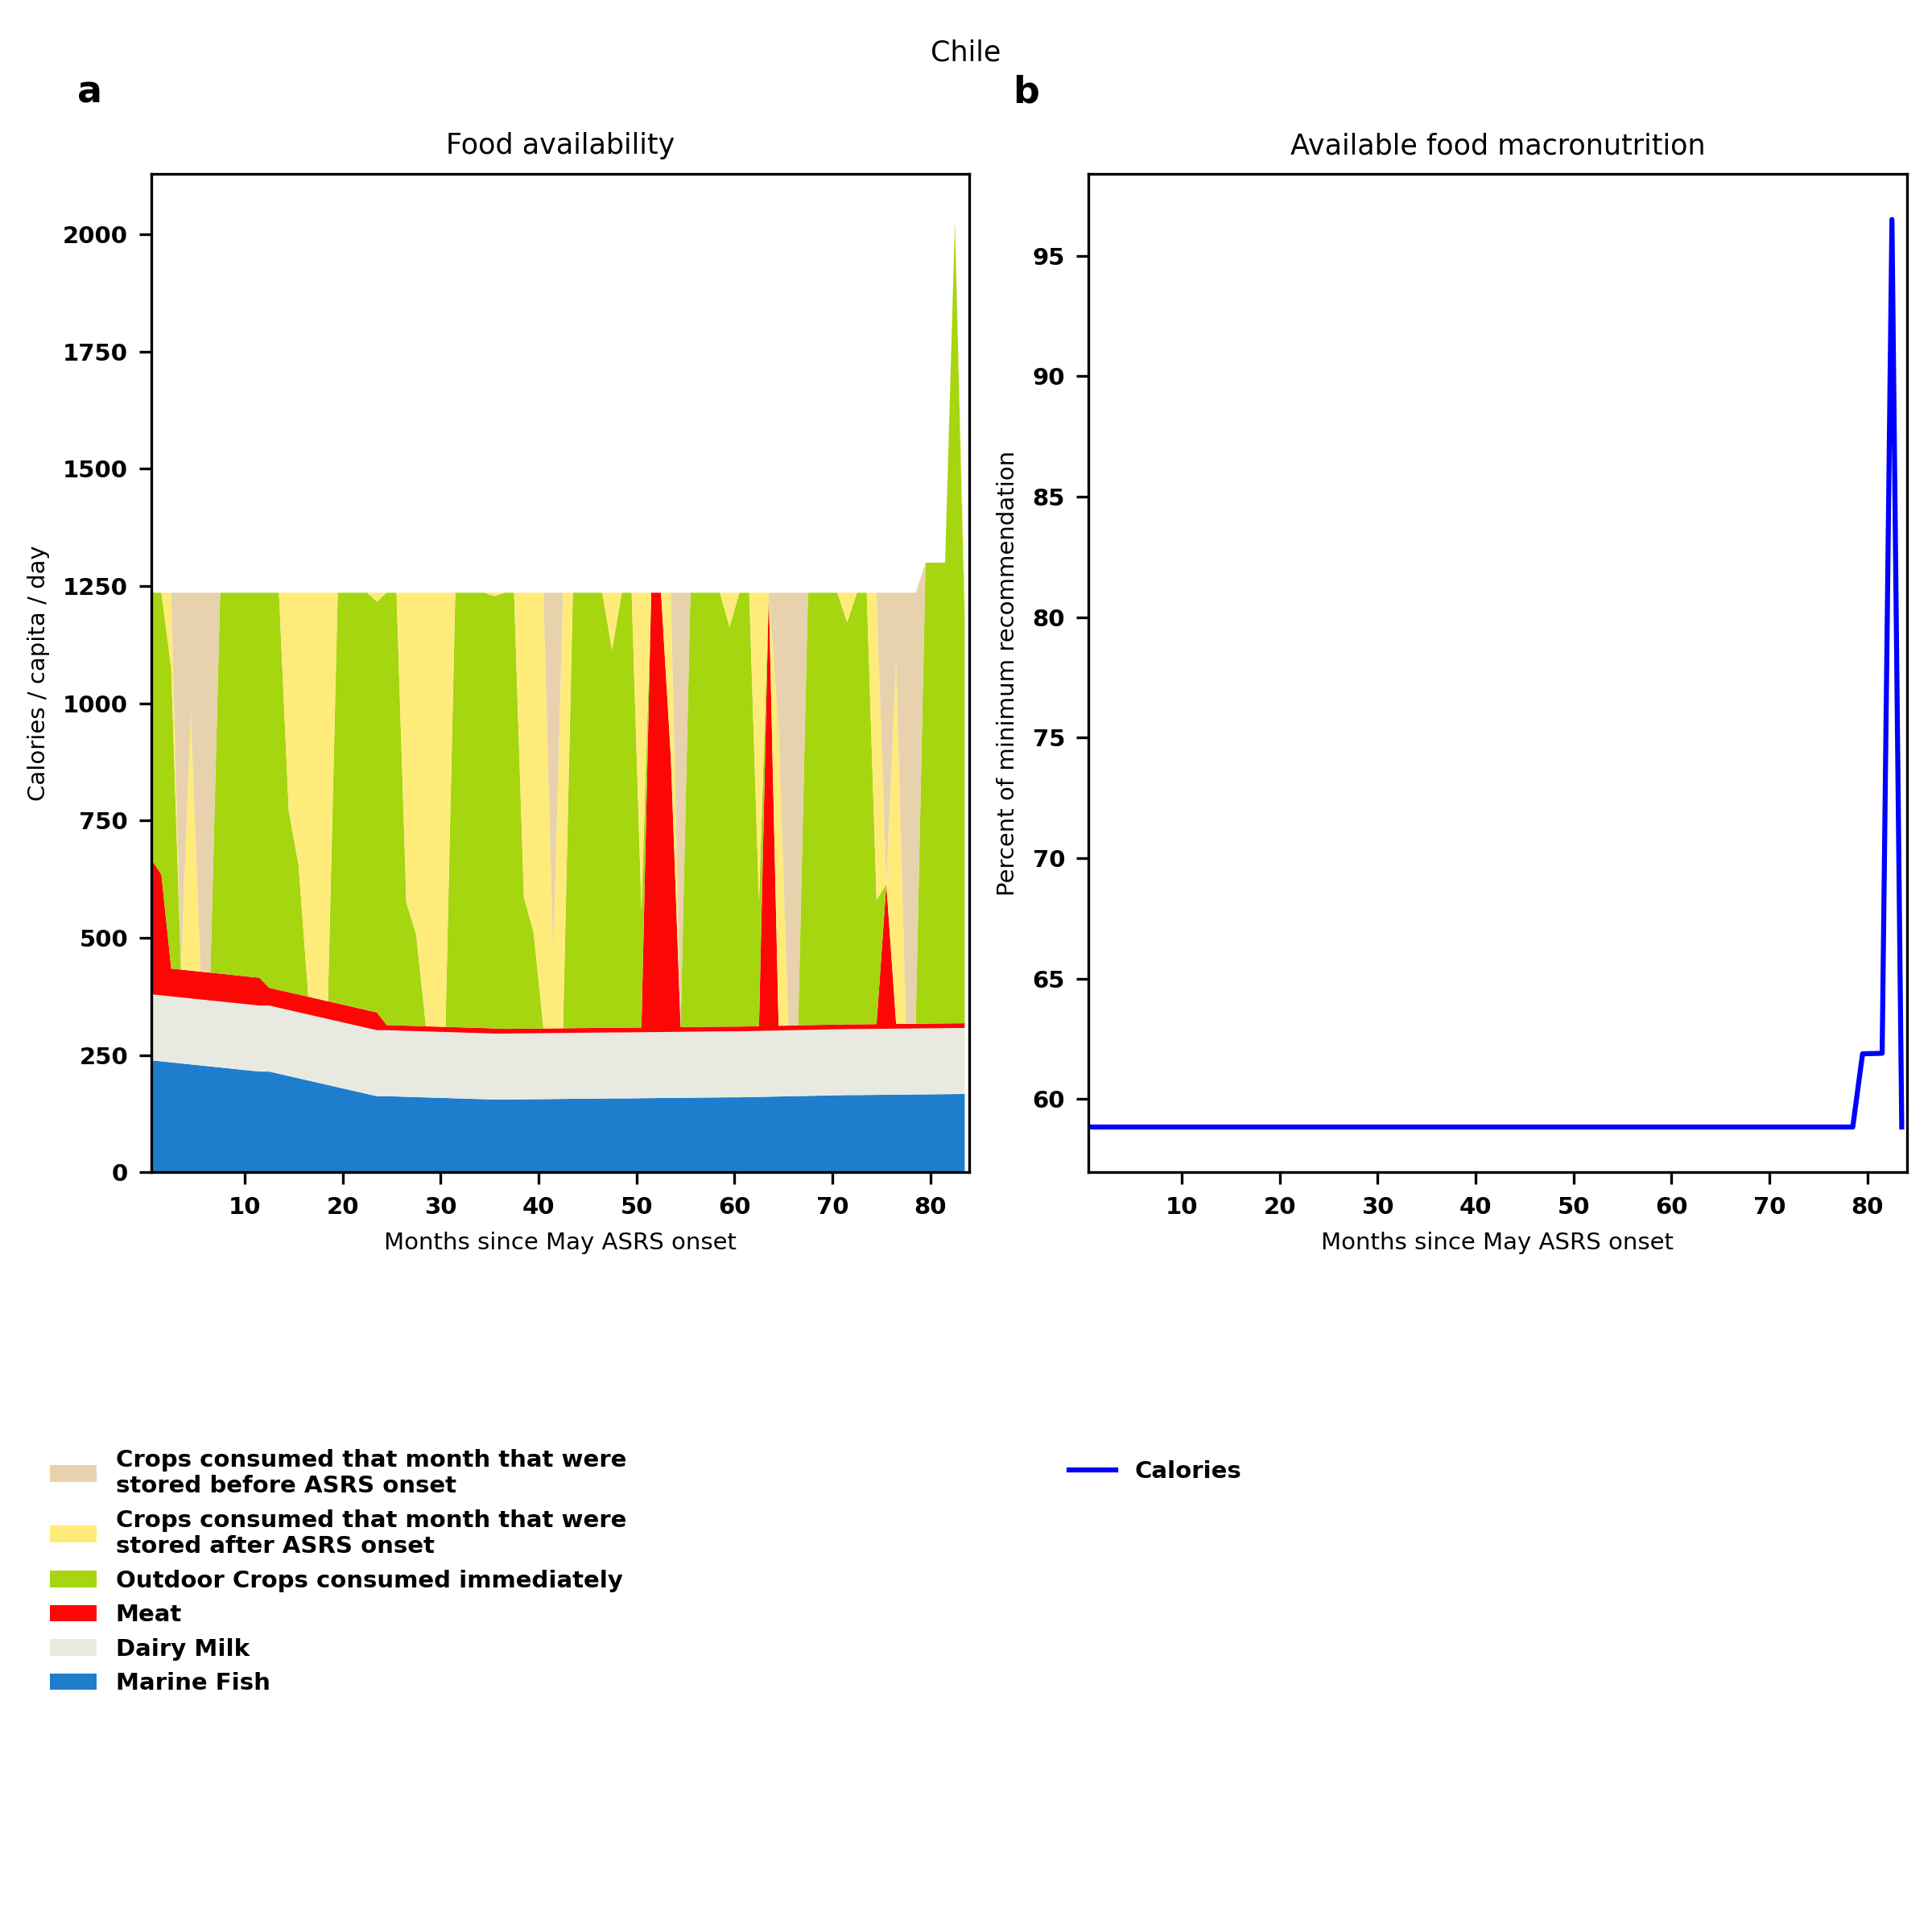 Chile
a
Food availability
2000
1750
1500
1250
1000
750
500
250
0
Calories / capita / day
10 20 30 40 50 60 70 80
Months since May ASRS onset
b
Available food macronutrition
95
90
85
80
75
70
65
60
Percent of minimum recommendation
10 20 30 40 50 60 70 80
Months since May ASRS onset
Crops consumed that month that were
stored before ASRS onset
Crops consumed that month that were
stored after ASRS onset
Outdoor Crops consumed immediately
Meat
Dairy Milk
Marine Fish
Calories